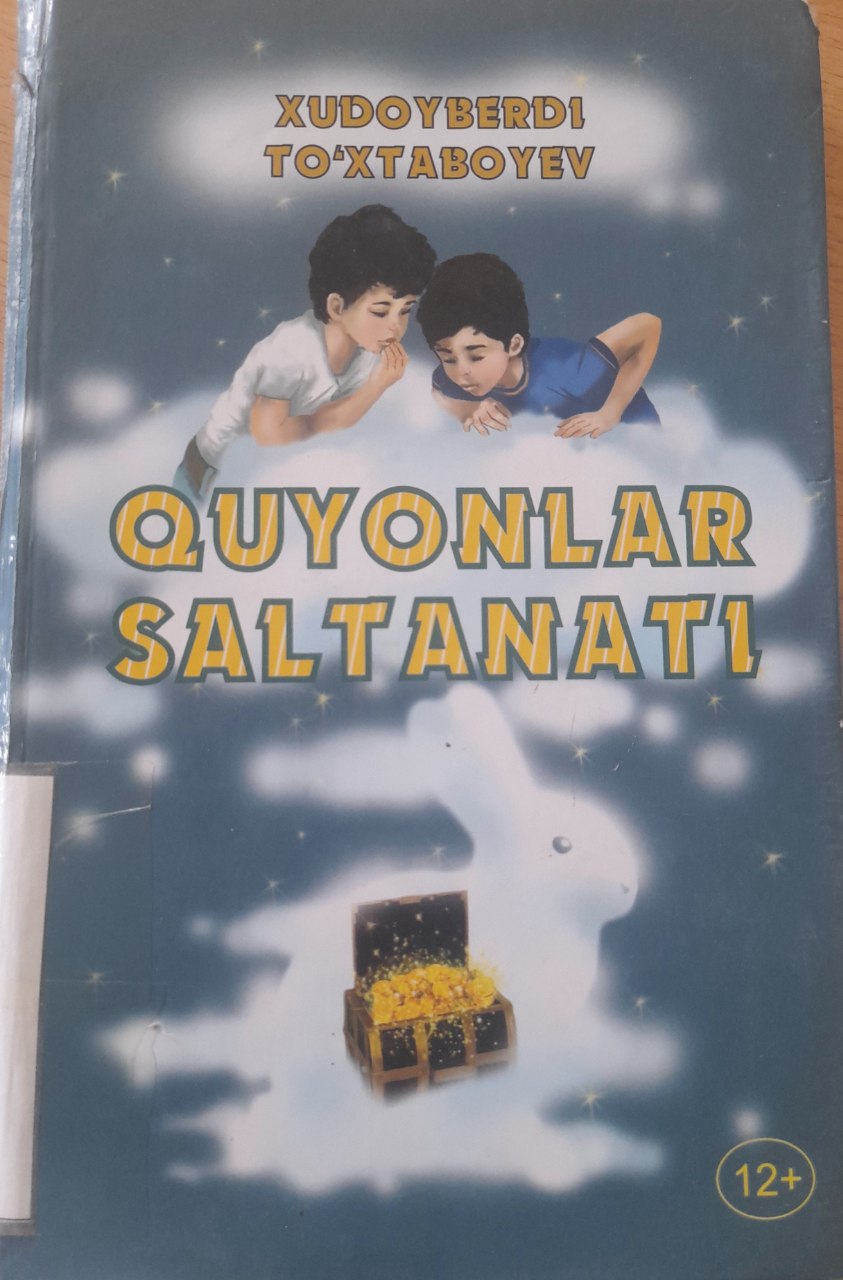 XUDOYBERDI
TO‘XTABOYEV
QUYONLAR
SALTANATI
12+